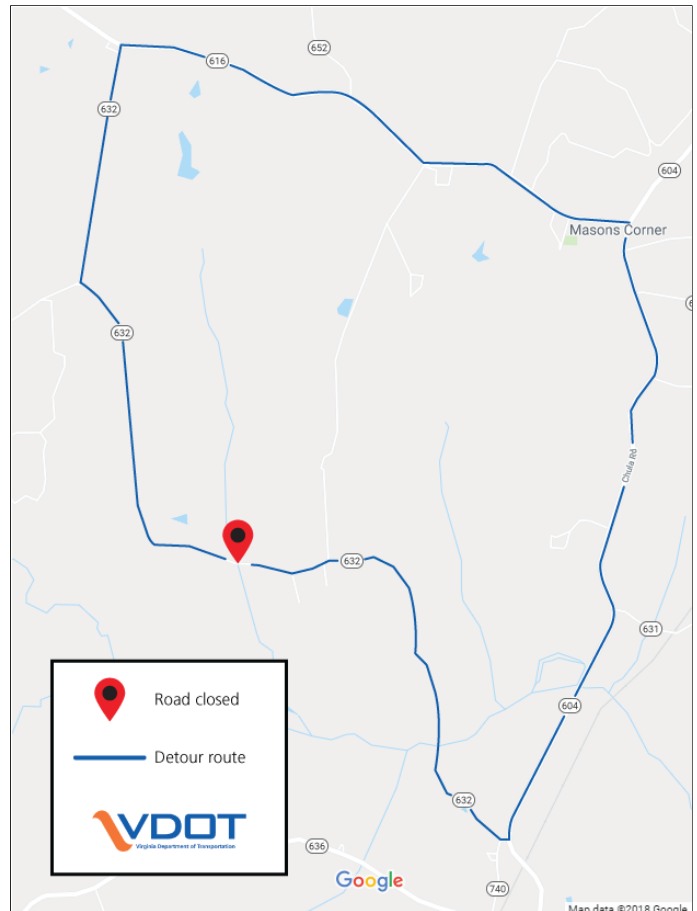 652
616
632
604
Masons Corner
632
Chula Rd
632
631
Road closed
604
Detour route
632
VDOT
Virginia Department of Transportation
636
Google
740
Map data ©2018 Google